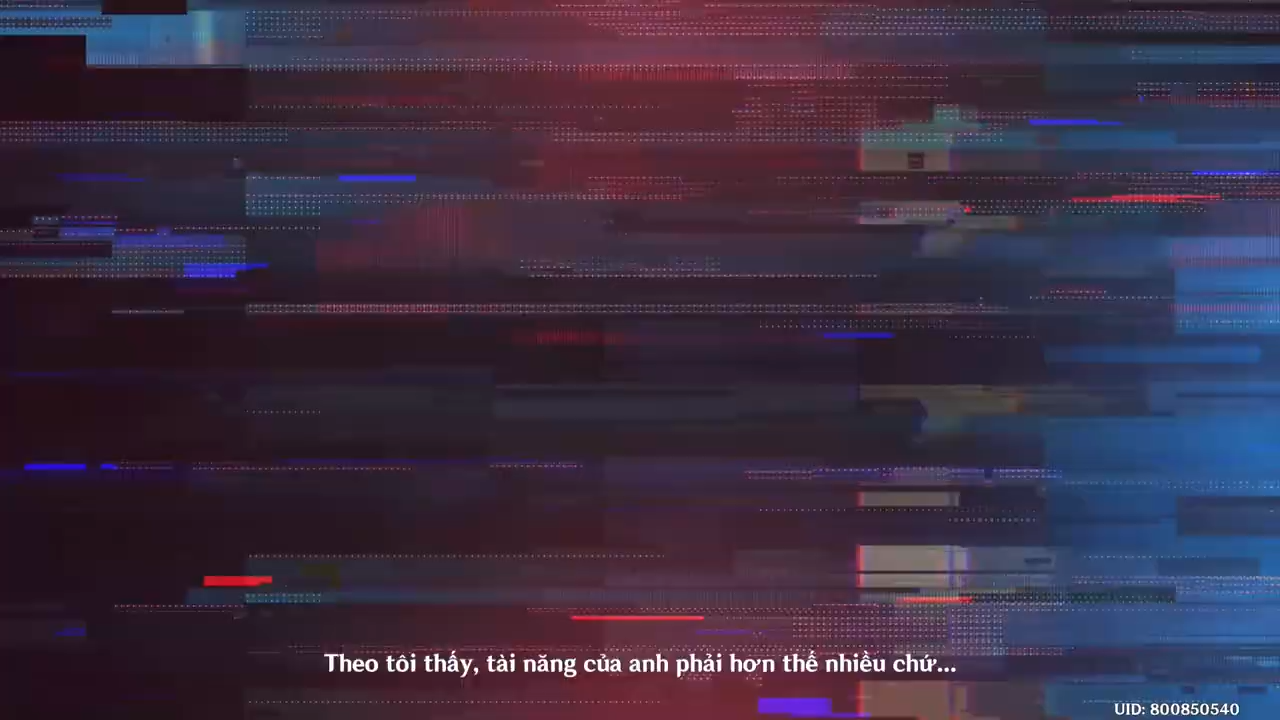 Theo tôi thấy, tài năng của anh phải hơn thế nhiều chứ...
UID: 800850540